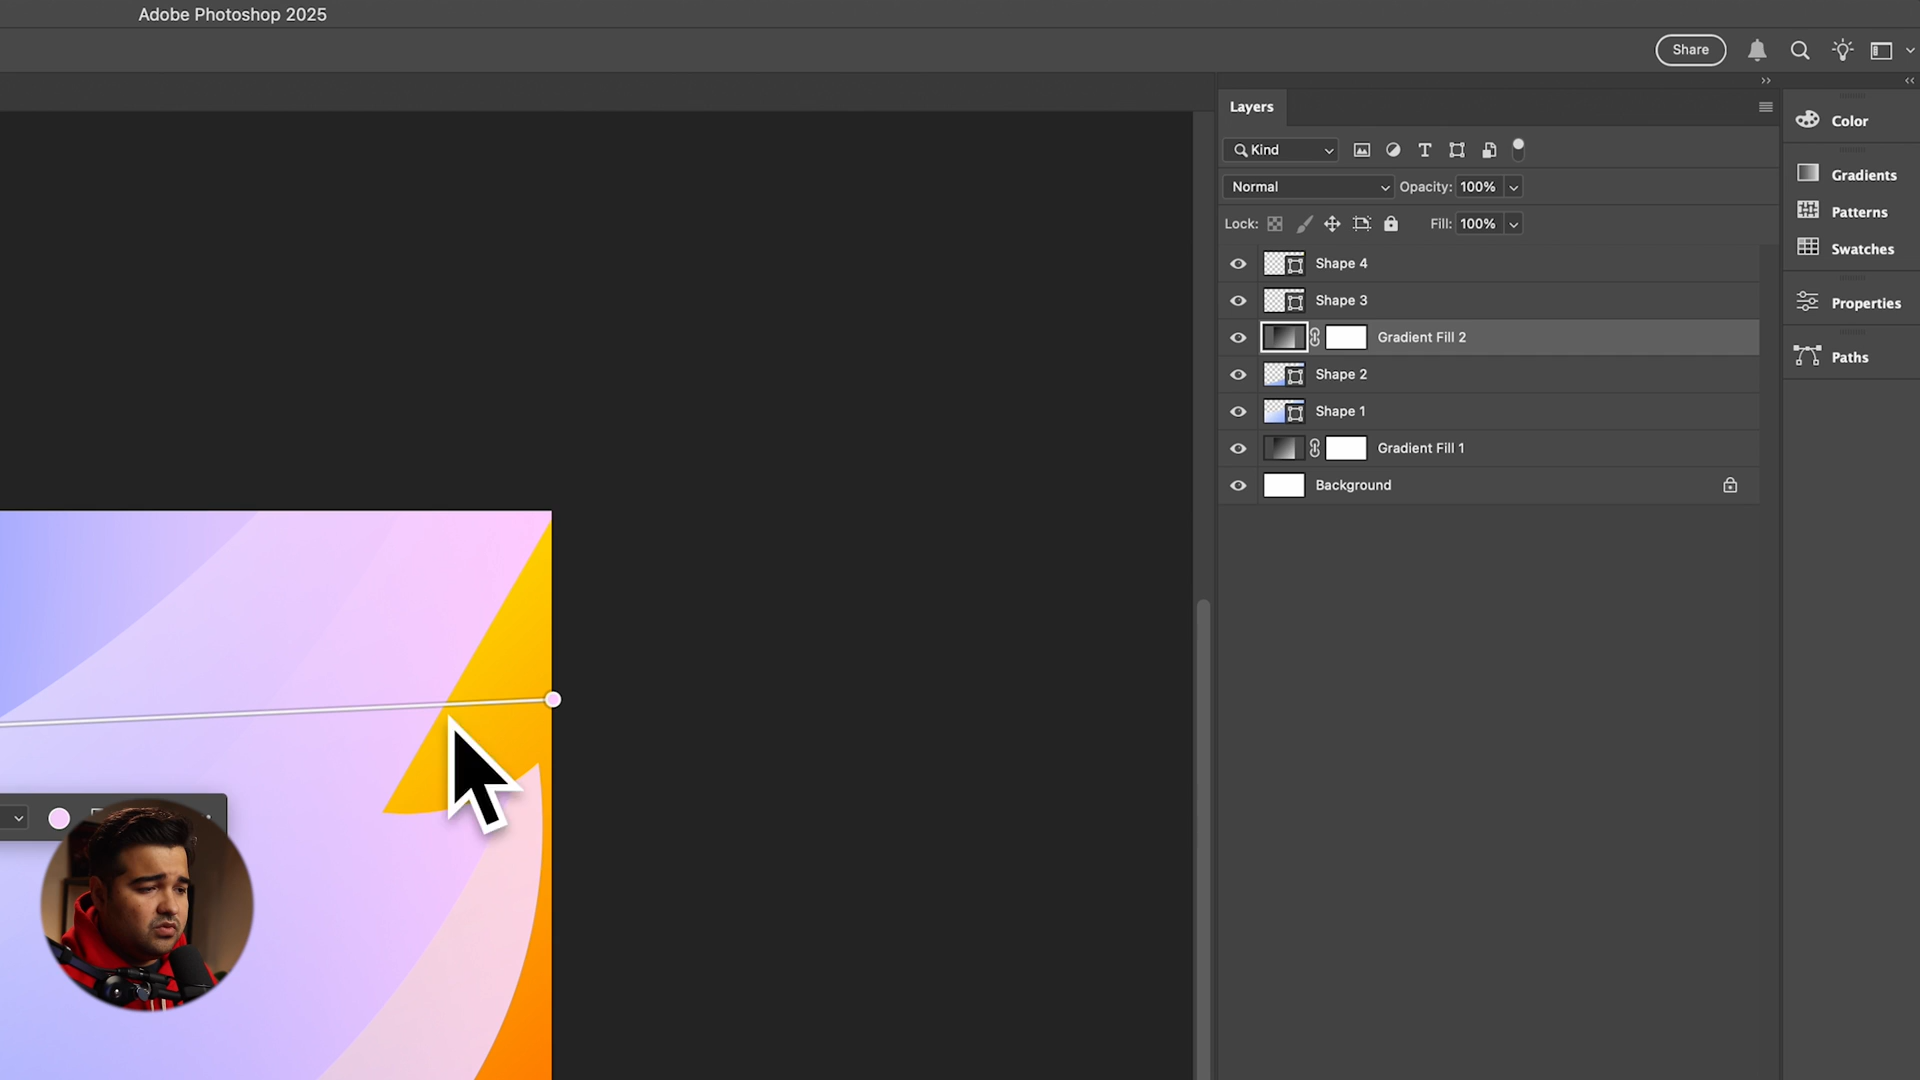 Adobe Photoshop 2025
Share
Layers
Kind
Normal
Opacity: 100%
Lock:
Fill: 100%
Shape 4
Shape 3
Gradient Fill 2
Shape 2
Shape 1
Gradient Fill 1
Background
Color
Gradients
Patterns
Swatches
Properties
Paths